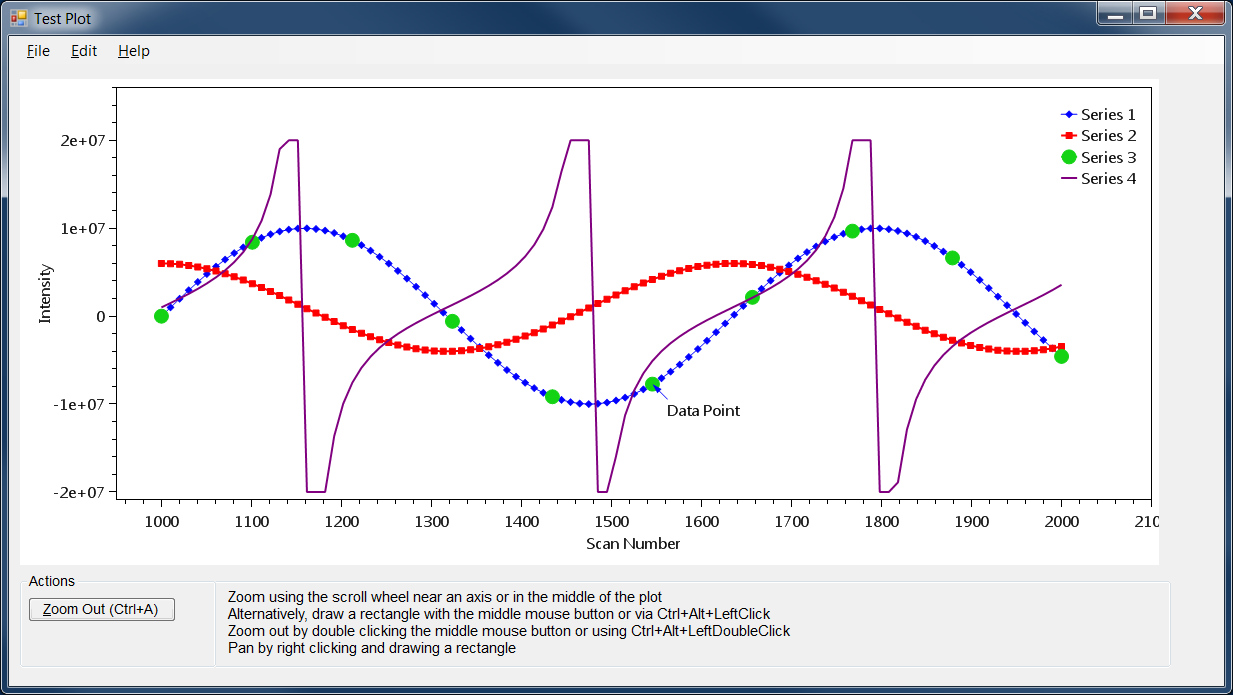 Test Plot
File Edit Help
Series 1
Series 2
Series 3
Series 4
2e+07
1e+07
0
-1e+07
-2e+07
Intensity
Data Point
1000 1100 1200 1300 1400 1500 1600 1700 1800 1900 2000 210
Scan Number
Actions
Zoom Out (Ctrl+A)
Zoom using the scroll wheel near an axis or in the middle of the plot
Alternatively, draw a rectangle with the middle mouse button or via Ctrl+Alt+LeftClick
Zoom out by double clicking the middle mouse button or using Ctrl+Alt+LeftDoubleClick
Pan by right clicking and drawing a rectangle